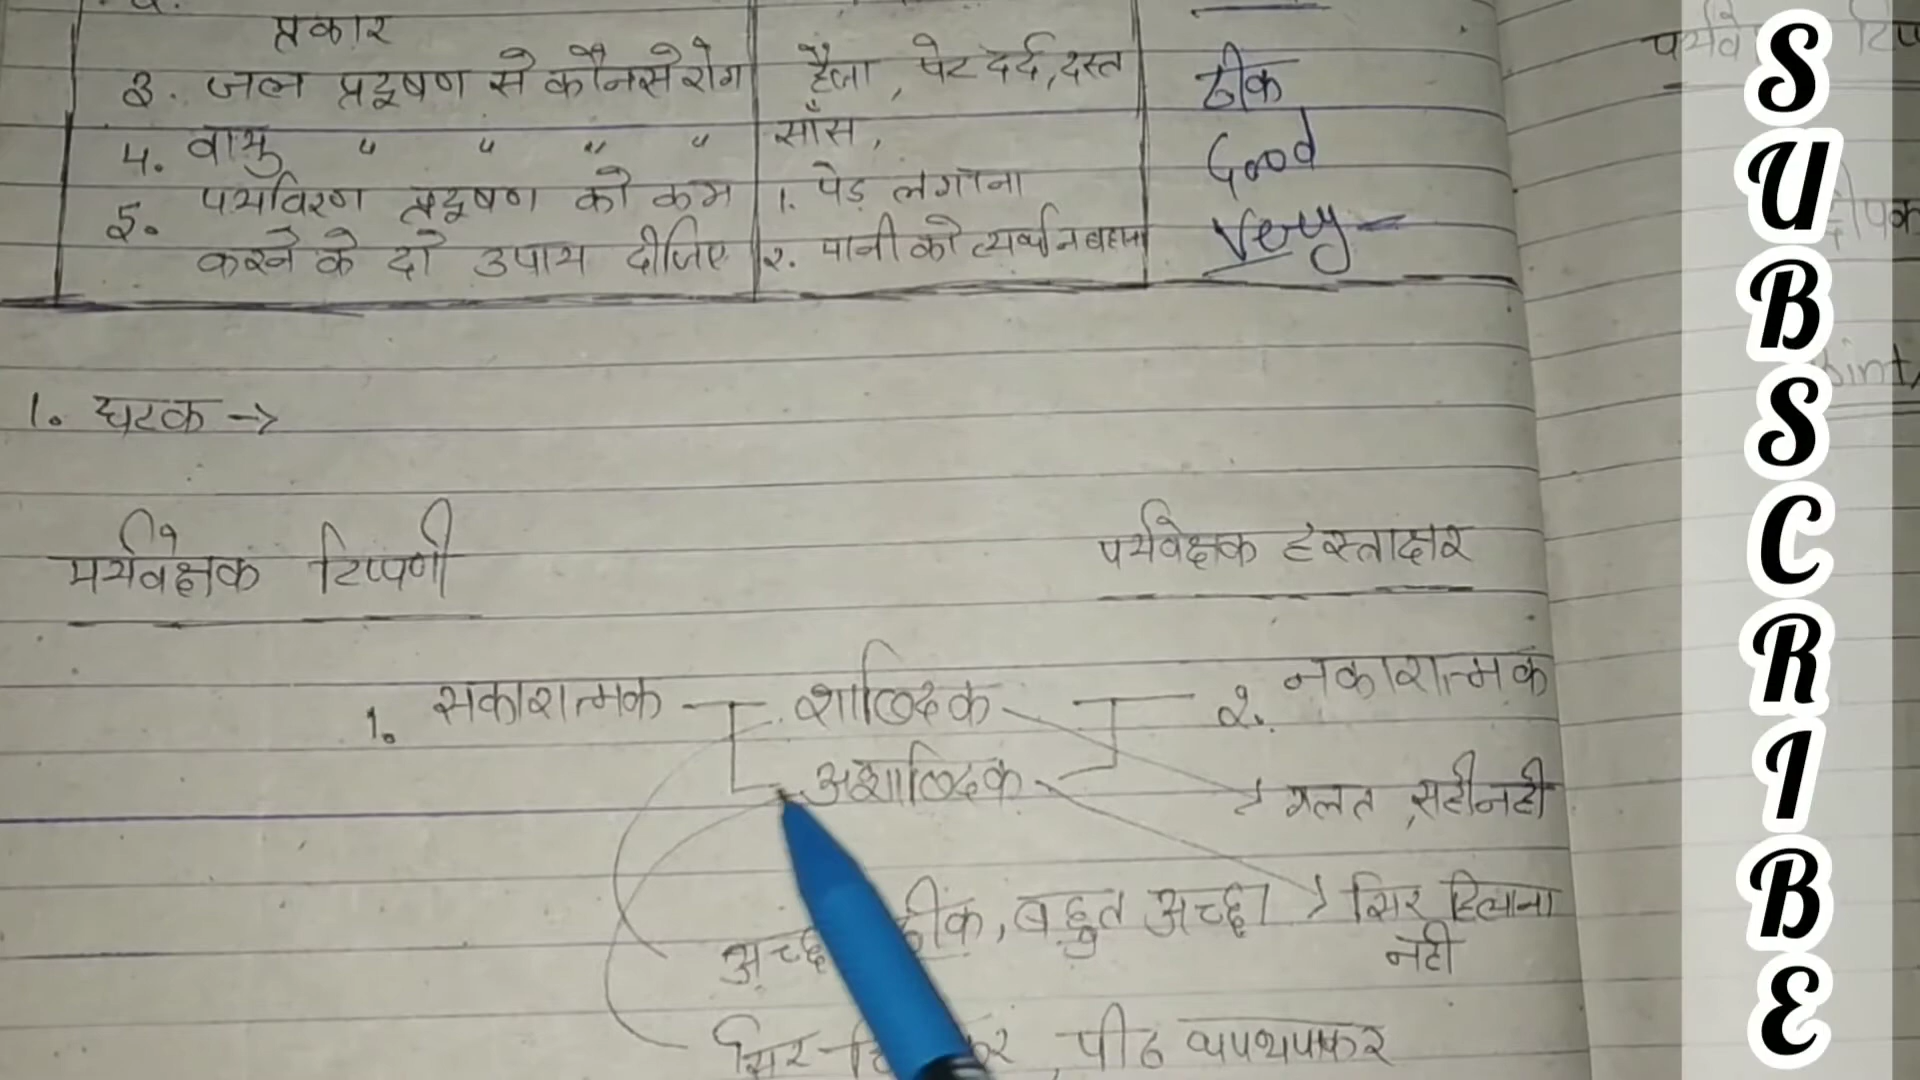 प्रकार
3. जल प्रदूषण से कौनसे रोग हैजा, पेट दर्द, दस्त ठीक
4. वायु " " " " साँस, Good
5. पर्यावरण प्रदूषण को कम 1. पेड़ लगाना Very
करने के दो उपाय दीजिए 2. पानी को व्यर्थ न बहाना
1. घटक →
पर्यवेक्षक टिप्पणी पर्यवेक्षक हस्ताक्षर
1. सकारात्मक शाब्दिक 2. नकारात्मक
अशाब्दिक गलत, सही नही
ठीक, बहुत अच्छा सिर हिलाना
नही
सिर पीठ थपथपाकर
SUBSCRIBE